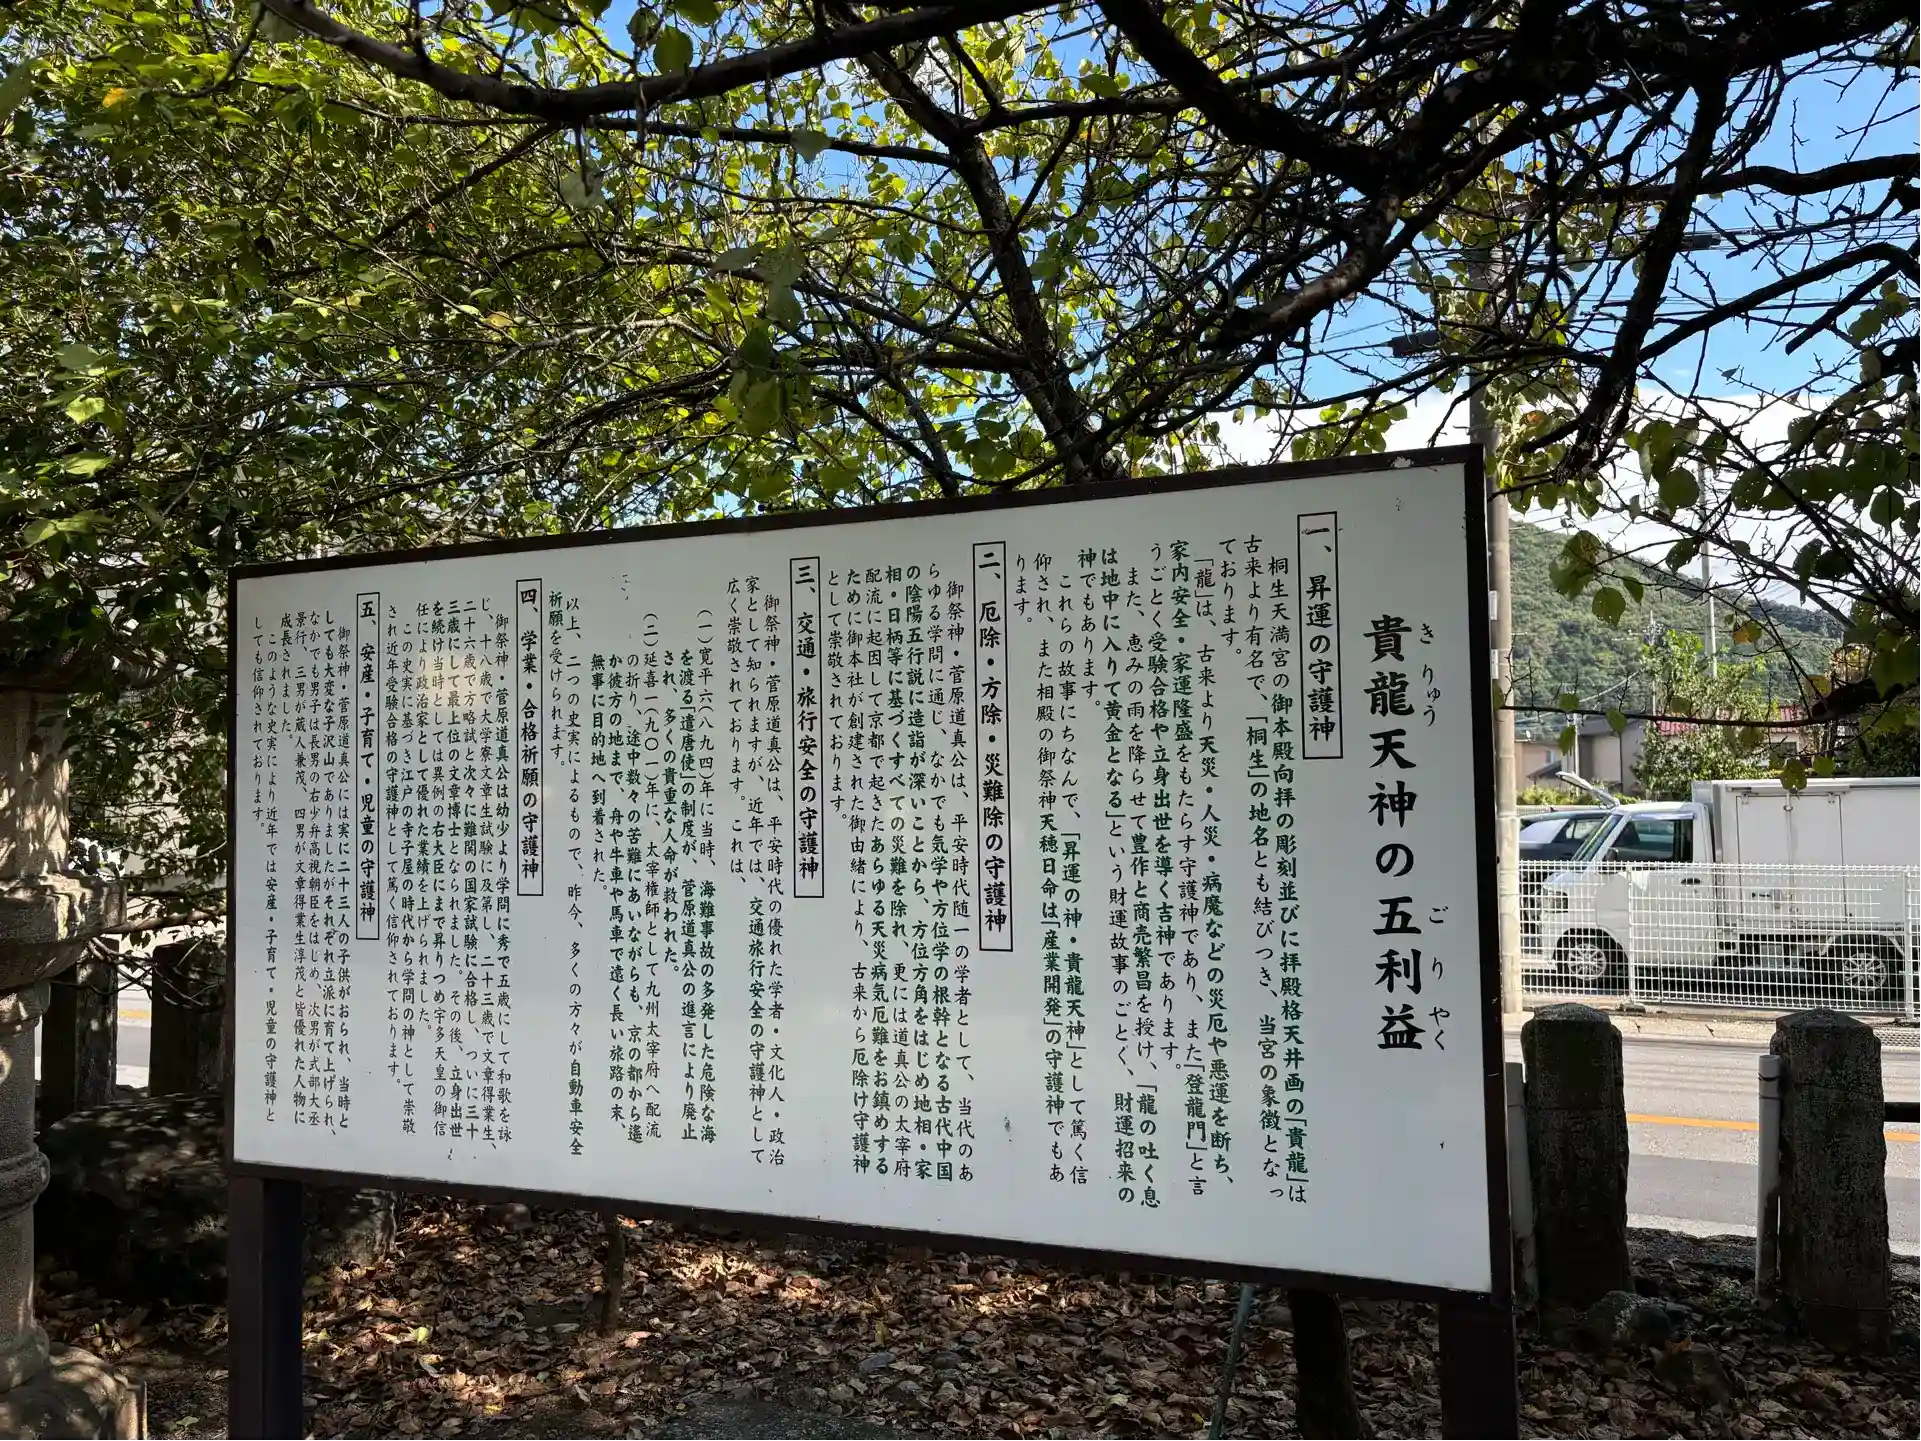 貴龍天神の五利益
きりゅう
ごりやく
一、昇運の守護神
桐生天満宮の御本殿向拝の彫刻並びに拝殿格天井画の「貴龍」は
古来より有名で、「桐生」の地名とも結びつき、当宮の象徴となっ
ております。
「龍」は、古来より天災・人災・病魔などの災厄や悪運を断ち、
家内安全・家運隆盛をもたらす守護神であり、また「登龍門」と言
うごとく受験合格や立身出世を導く吉神であります。
また、恵みの雨を降らせて豊作と商売繁昌を授け、「龍の吐く息
は地中に入りて黄金となる」という財運故事のごとく、財運招来の
神でもあります。
これらの故事にちなんで、「昇運の神・貴龍天神」として篤く信
仰され、また相殿の御祭神天穂日命は「産業開発」の守護神でもあ
ります。
二、厄除・方除・災難除の守護神
御祭神・菅原道真公は、平安時代随一の学者として、当代のあ
らゆる学問に通じ、なかでも気学や方位学の根幹となる古代中国
の陰陽五行説に造詣が深いことから、方位方角をはじめ地相・家
相・日柄等に基づくすべての災難を除れ、更には道真公の太宰府
配流に起因して京都で起きたあらゆる天災病気厄難をお鎮めする
ために御本社が創建された御由緒により、古来から厄除け守護神
として崇敬されております。
三、交通・旅行安全の守護神
御祭神・菅原道真公は、平安時代の優れた学者・文化人・政治
家として知られますが、近年では、交通旅行安全の守護神として
広く崇敬されております。これは、
(一)寛平六(八九四)年に当時、海難事故の多発した危険な海
を渡る「遣唐使」の制度が、菅原道真公の進言により廃止
され、多くの貴重な人命が救われた。
(二)延喜一(九〇一)年に、太宰権師として九州太宰府へ配流
の折り、途中数々の苦難にあいながらも、京の都から遙
か彼方の地まで、舟や牛車や馬車で遠く長い旅路の末、
無事に目的地へ到着された。
以上、二つの史実によるもので、昨今、多くの方々が自動車安全
祈願を受けられます。
四、学業・合格祈願の守護神
御祭神・菅原道真公は幼少より学問に秀で五歳にして和歌を詠
じ、十八歳で大学寮文章生試験に及第し、二十三歳で文章得業生、
二十六歳で方略試と次々に難関の国家試験に合格し、ついに三十
三歳にして最上位の文章博士となられました。その後、立身出世
を続け当時としては異例の右大臣にまで昇りつめ宇多天皇の御信
任により政治家として優れた業績を上げられました。
この史実に基づき江戸の寺子屋の時代から学問の神として崇敬
され近年受験合格の守護神として篤く信仰されております。
五、安産・子育て・児童の守護神
御祭神・菅原道真公には実に二十三人の子供がおられ、当時と
しても大変な子沢山でありましたがそれぞれ立派に育て上げられ、
なかでも男子は長男の右少弁高視朝臣をはじめ、次男が式部大丞
景行、三男が蔵人兼茂、四男が文章得業生淳茂と皆優れた人物に
成長されました。
このような史実により近年では安産・子育て・児童の守護神と
しても信仰されております。